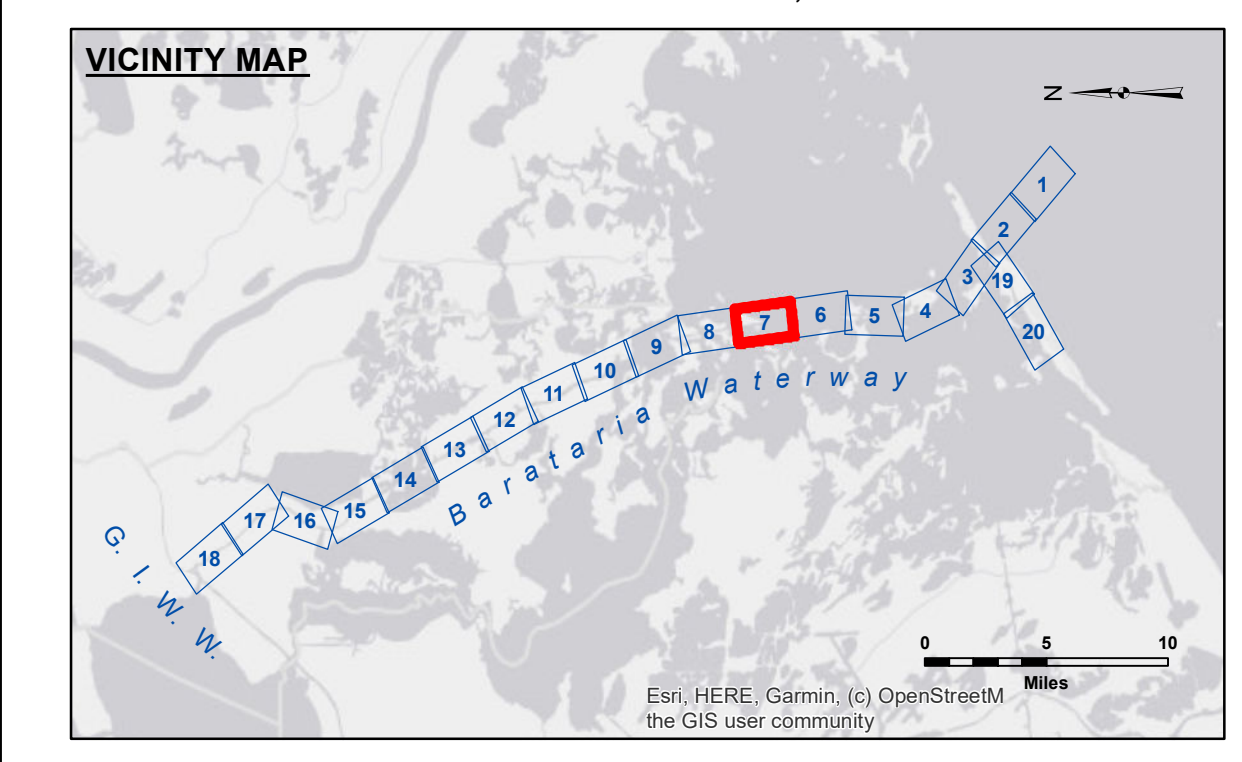 VICINITY MAP
N
1
2
3
19
20
4
5
6
7
8
9
10
11
12
13
14
15
16
17
18
Barataria Waterway
G. I. W. W.
0 5 10
Miles
Esri, HERE, Garmin, (c) OpenStreetM
the GIS user community